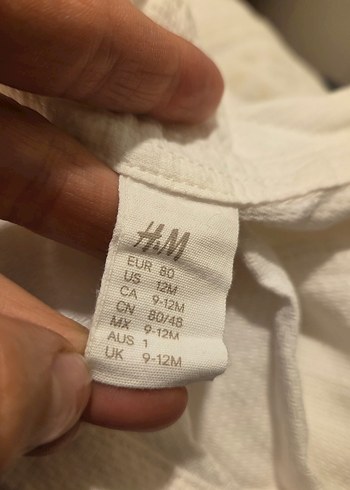 H&M
EUR 80
US 12M
CA 9-12M
CN 80/48
MX 9-12M
AUS 1
UK 9-12M